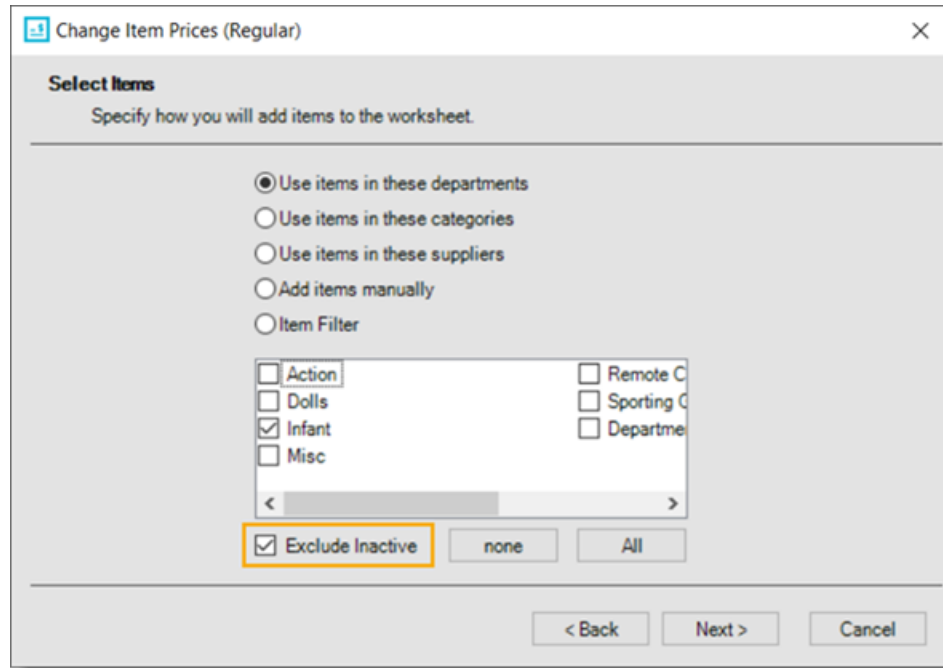 Change Item Prices (Regular)
Select Items
Specify how you will add items to the worksheet.
Use items in these departments
Use items in these categories
Use items in these suppliers
Add items manually
Item Filter
Action
Dolls
Infant
Misc
Remote C
Sporting
Departme
Exclude Inactive
none
All
< Back
Next >
Cancel